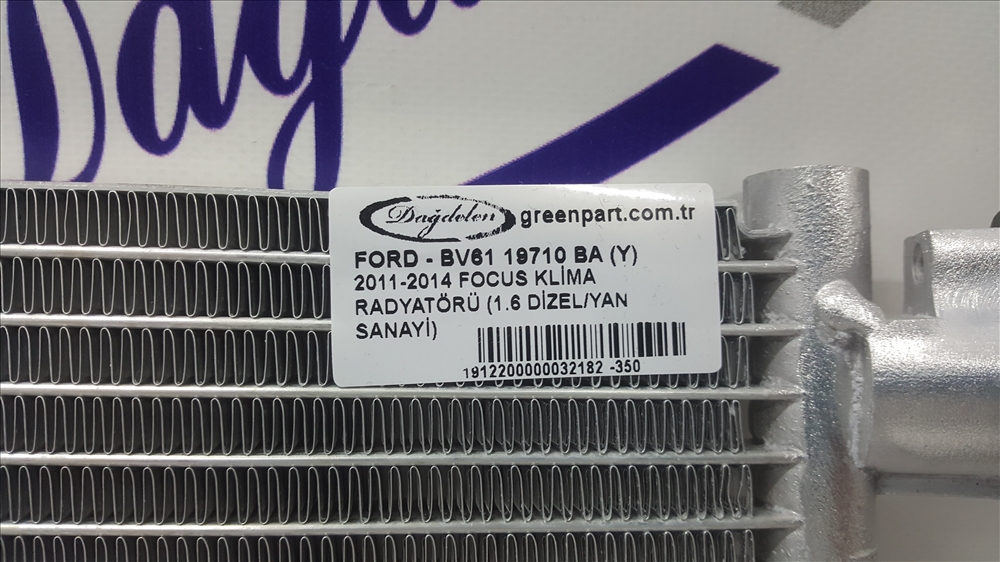 Dağdelen
Dağdelen greenpart.com.tr
FORD - BV61 19710 BA (Y)
2011-2014 FOCUS KLİMA
RADYATÖRÜ (1.6 DİZEL/YAN
SANAYİ)
1912200000032182 -350